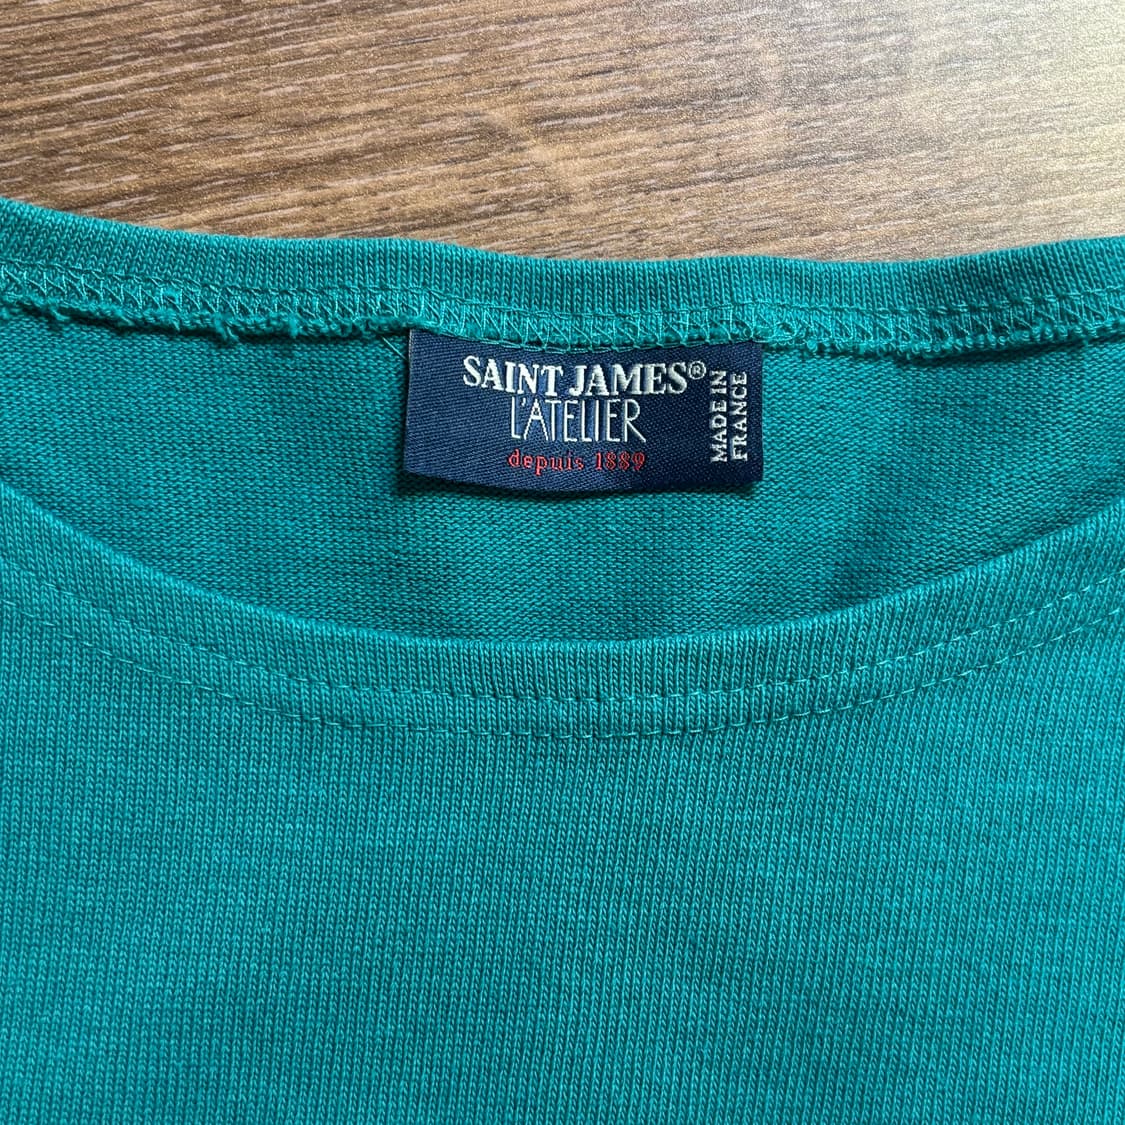 SAINT JAMES®
L'ATELIER
depuis 1889
MADE IN
FRANCE